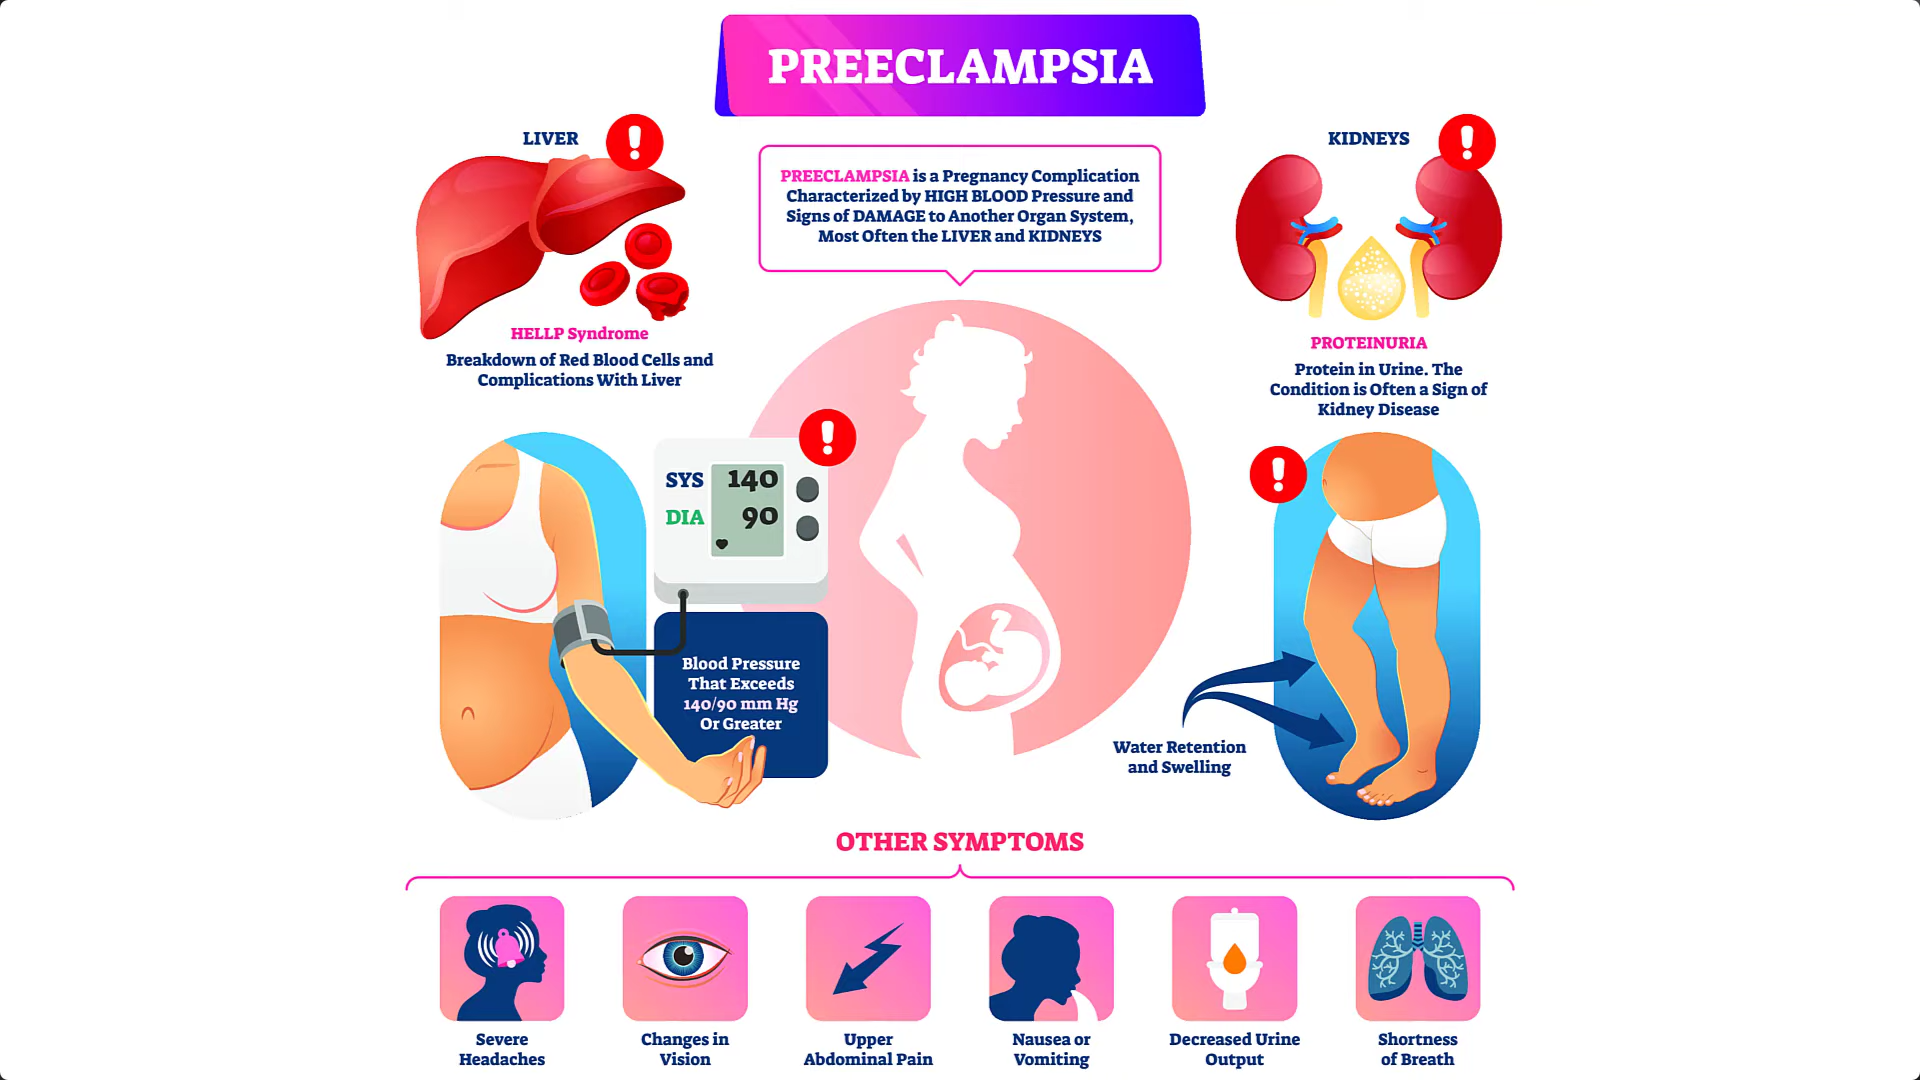 PREECLAMPSIA
LIVER
KIDNEYS
PREECLAMPSIA is a Pregnancy Complication
Characterized by HIGH BLOOD Pressure and
Signs of DAMAGE to Another Organ System,
Most Often the LIVER and KIDNEYS
HELLP Syndrome
Breakdown of Red Blood Cells and
Complications With Liver
PROTEINURIA
Protein in Urine. The
Condition is Often a Sign of
Kidney Disease
SYS 140
DIA 90
Blood Pressure
That Exceeds
140/90 mm Hg
Or Greater
Water Retention
and Swelling
OTHER SYMPTOMS
Severe
Headaches
Changes in
Vision
Upper
Abdominal Pain
Nausea or
Vomiting
Decreased Urine
Output
Shortness
of Breath